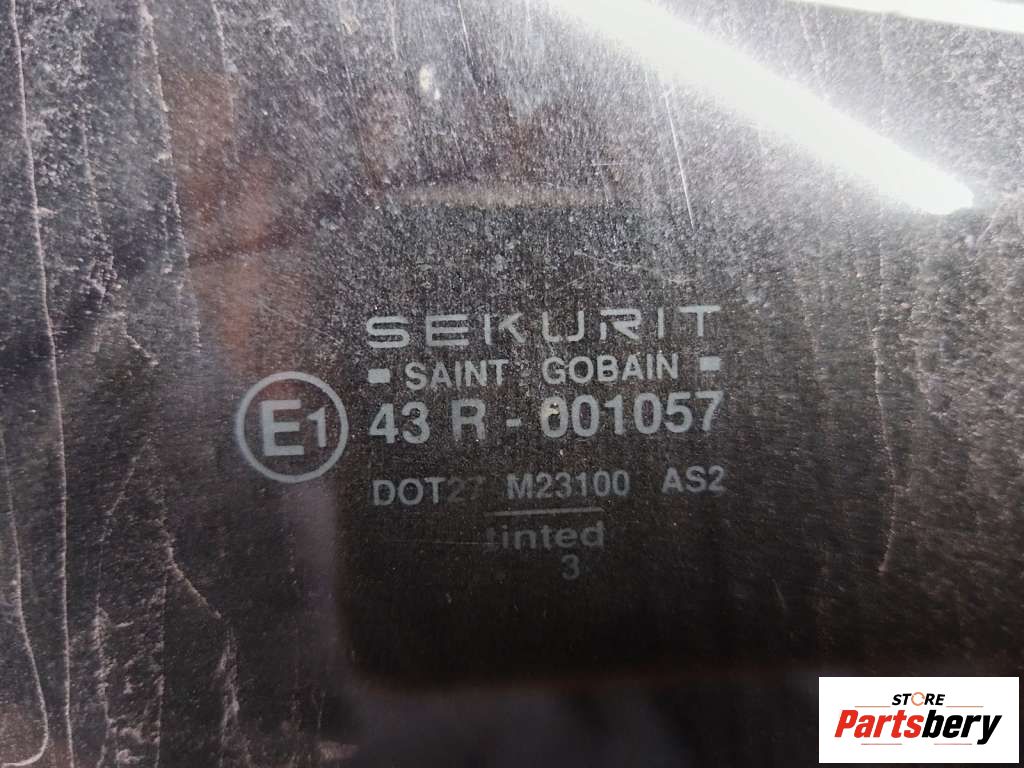 SEKURIT
SAINT GOBAIN
E1
43 R - 001057
DOT27 M23100 AS2
tinted
3
STORE
Partsbery